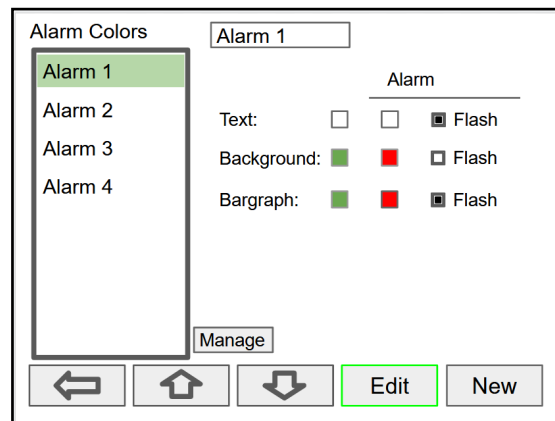 Alarm Colors
Alarm 1
Alarm 1
Alarm 2
Alarm 3
Alarm 4
Alarm
Text: Flash
Background: Flash
Bargraph: Flash
Manage
Edit
New